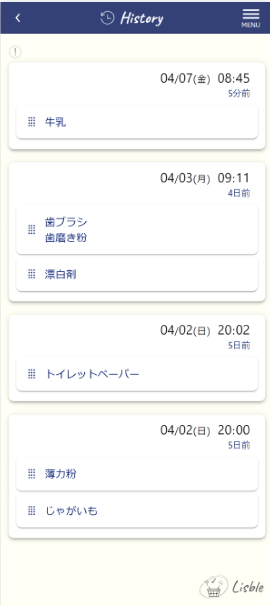 History
MENU
04/07(金) 08:45
5分前
牛乳
04/03(月) 09:11
4日前
歯ブラシ
歯磨き粉
漂白剤
04/02(日) 20:02
5日前
トイレットペーパー
04/02(日) 20:00
5日前
薄力粉
じゃがいも
Lisble